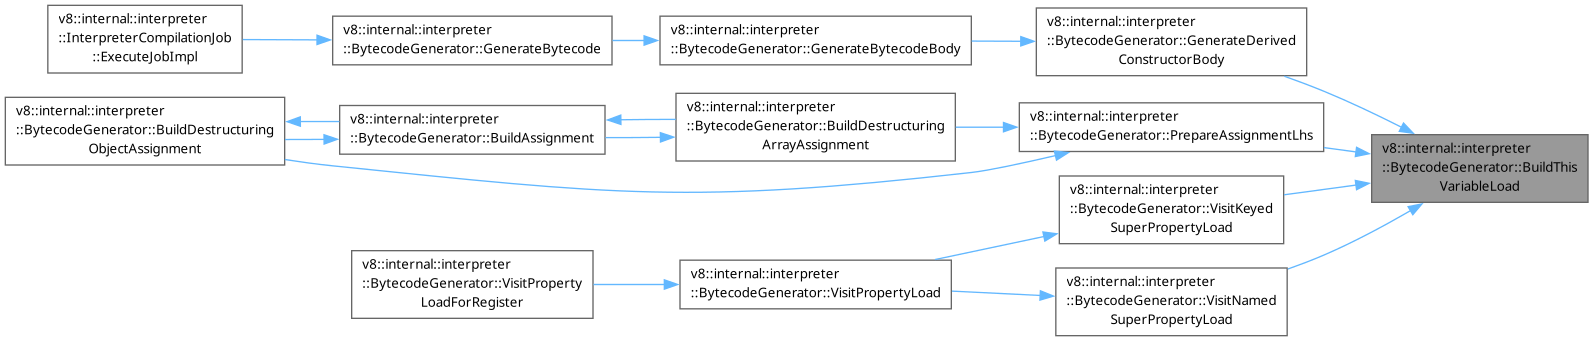 v8::internal::interpreter
::InterpreterCompilationJob
::ExecuteJobImpl
v8::internal::interpreter
::BytecodeGenerator::GenerateBytecode
v8::internal::interpreter
::BytecodeGenerator::GenerateBytecodeBody
v8::internal::interpreter
::BytecodeGenerator::GenerateDerived
ConstructorBody
v8::internal::interpreter
::BytecodeGenerator::BuildDestructuring
ObjectAssignment
v8::internal::interpreter
::BytecodeGenerator::BuildAssignment
v8::internal::interpreter
::BytecodeGenerator::BuildDestructuring
ArrayAssignment
v8::internal::interpreter
::BytecodeGenerator::PrepareAssignmentLhs
v8::internal::interpreter
::BytecodeGenerator::BuildThis
VariableLoad
v8::internal::interpreter
::BytecodeGenerator::VisitKeyed
SuperPropertyLoad
v8::internal::interpreter
::BytecodeGenerator::VisitProperty
LoadForRegister
v8::internal::interpreter
::BytecodeGenerator::VisitPropertyLoad
v8::internal::interpreter
::BytecodeGenerator::VisitNamed
SuperPropertyLoad